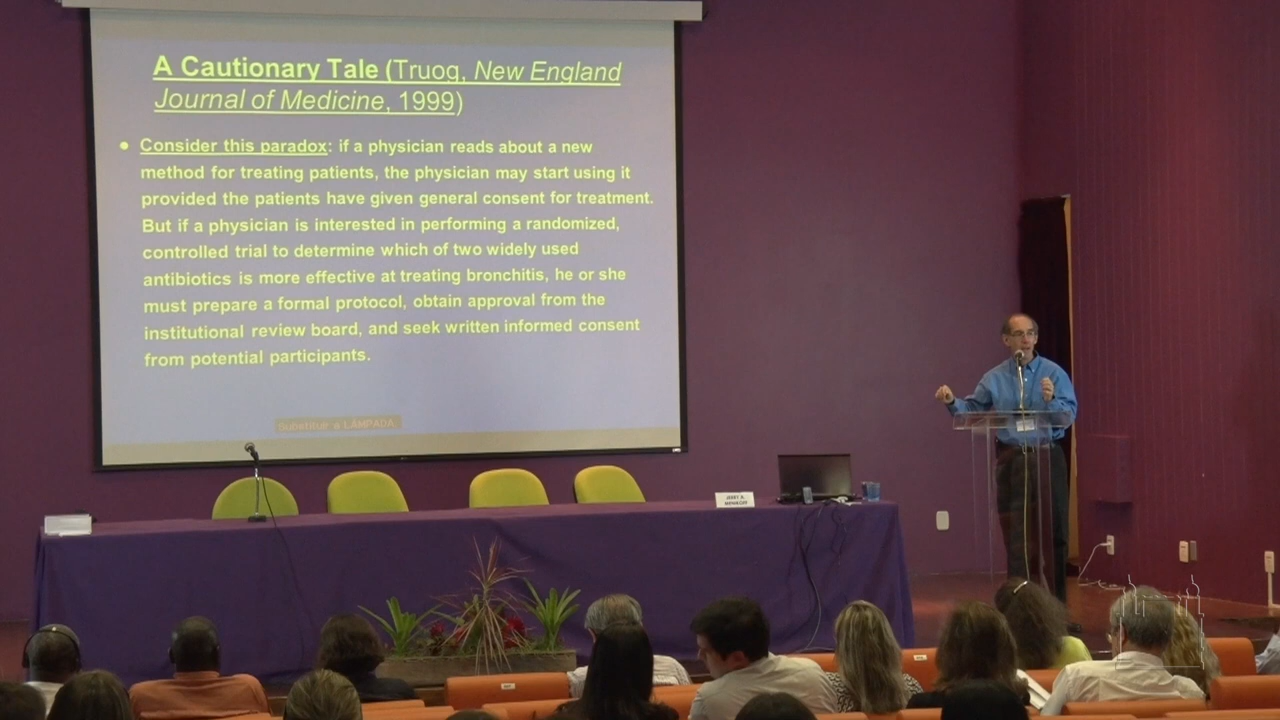 A Cautionary Tale (Truog, New England
Journal of Medicine, 1999)
• Consider this paradox: if a physician reads about a new
method for treating patients, the physician may start using it
provided the patients have given general consent for treatment.
But if a physician is interested in performing a randomized,
controlled trial to determine which of two widely used
antibiotics is more effective at treating bronchitis, he or she
must prepare a formal protocol, obtain approval from the
institutional review board, and seek written informed consent
from potential participants.
Substituir a LÂMPADA.
JERRY A.
MENIKOFF